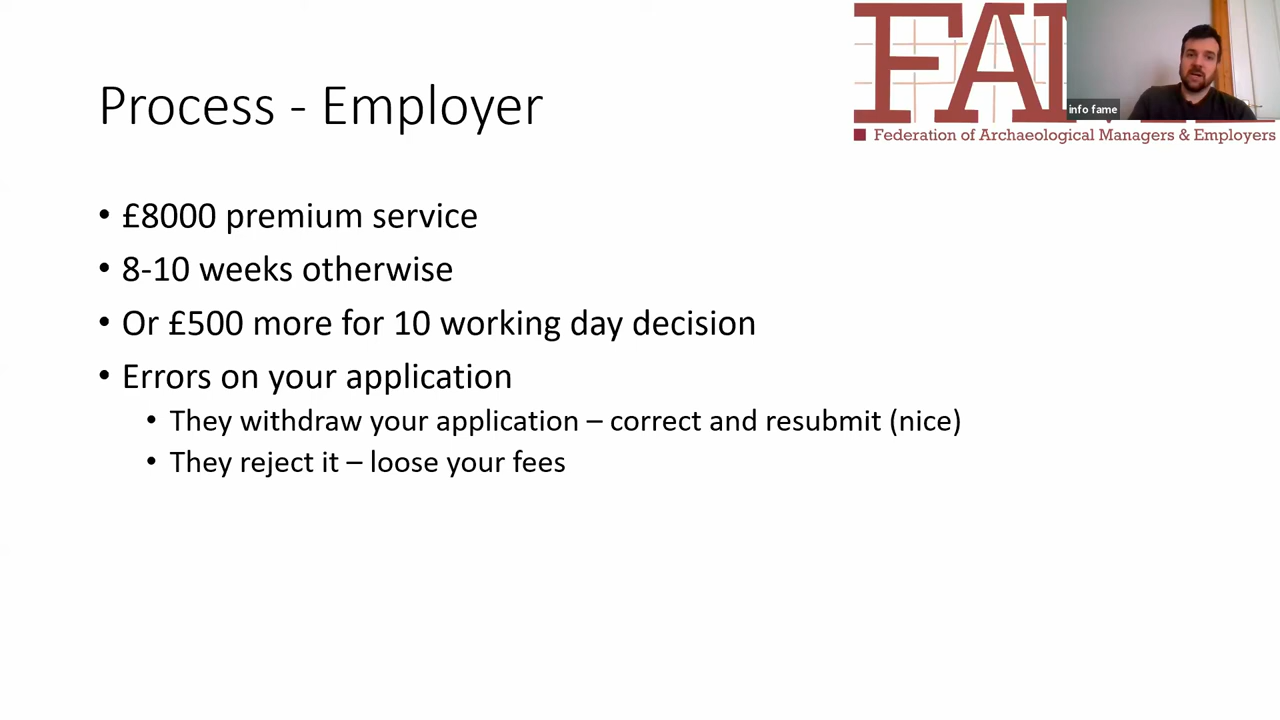 Process - Employer
• £8000 premium service
• 8-10 weeks otherwise
• Or £500 more for 10 working day decision
• Errors on your application
• They withdraw your application – correct and resubmit (nice)
• They reject it – loose your fees
info fame
Federation of Archaeological Managers & Employers